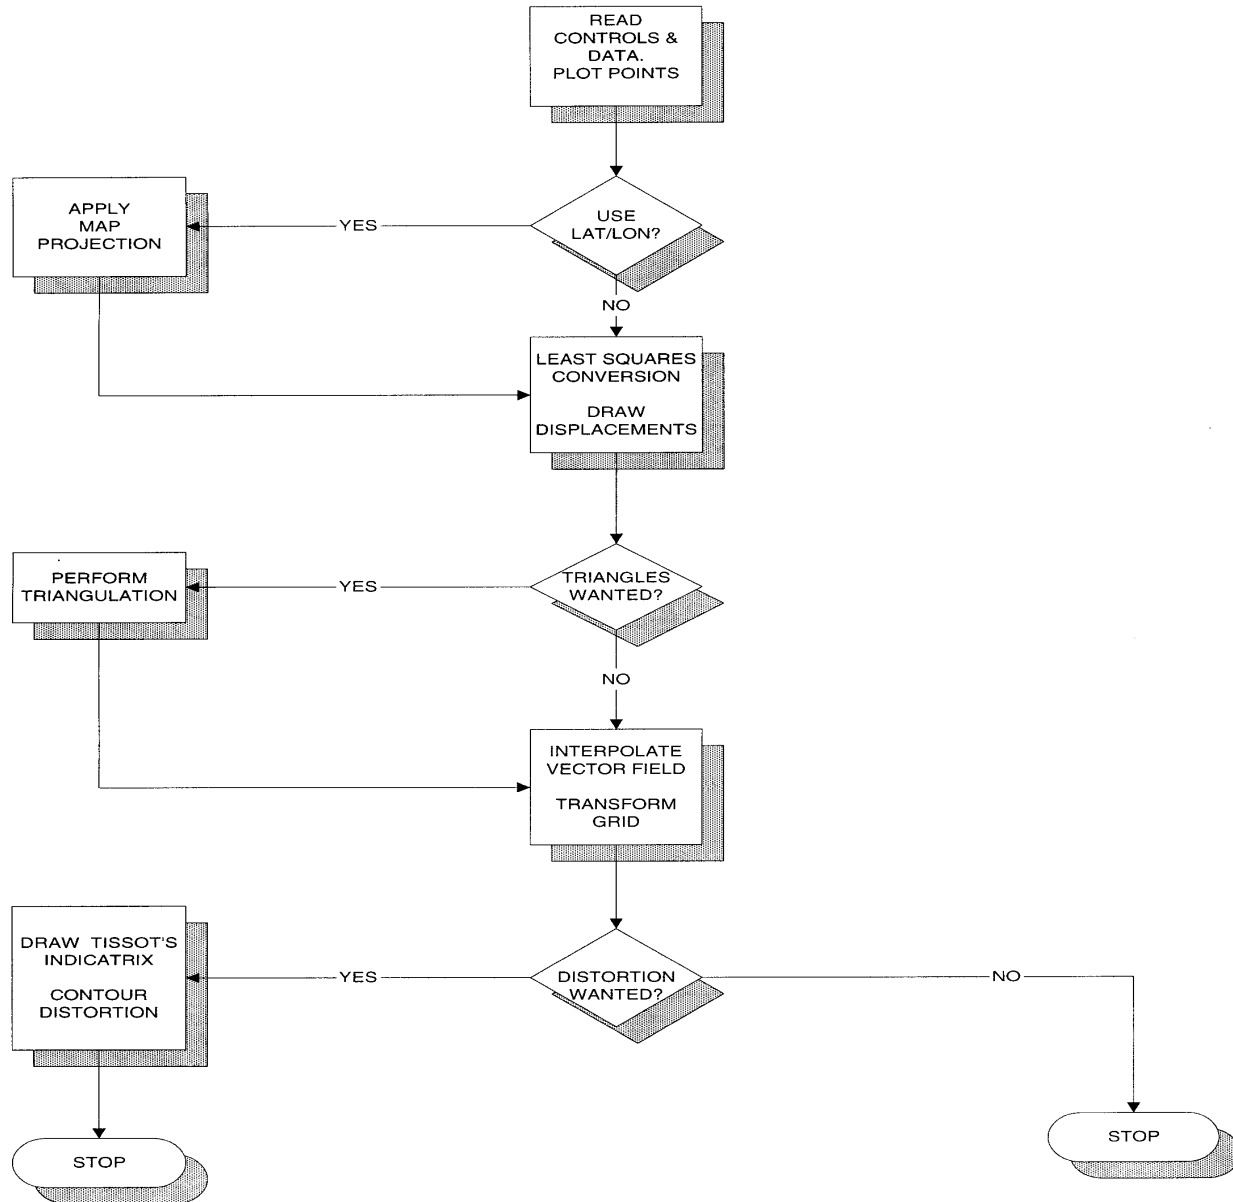 READ
CONTROLS &
DATA.
PLOT POINTS
USE
LAT/LON?
YES
APPLY
MAP
PROJECTION
NO
LEAST SQUARES
CONVERSION
DRAW
DISPLACEMENTS
TRIANGLES
WANTED?
YES
PERFORM
TRIANGULATION
NO
INTERPOLATE
VECTOR FIELD
TRANSFORM
GRID
DISTORTION
WANTED?
YES
DRAW TISSOT'S
INDICATRIX
CONTOUR
DISTORTION
NO
STOP
STOP